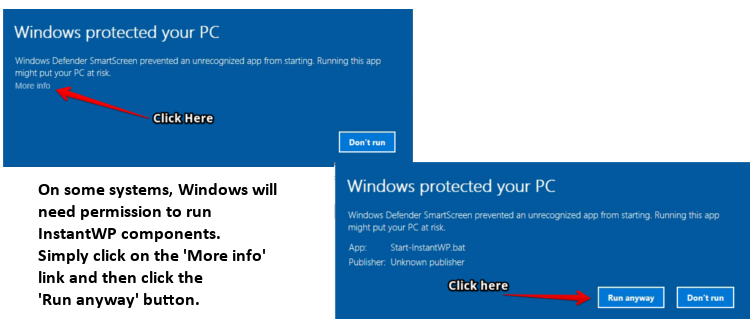 Windows protected your PC
Windows Defender SmartScreen prevented an unrecognized app from starting. Running this app
might put your PC at risk.
More info
Click Here
Don't run
On some systems, Windows will
need permission to run
InstantWP components.
Simply click on the 'More info'
link and then click the
'Run anyway' button.
Windows protected your PC
Windows Defender SmartScreen prevented an unrecognized app from starting. Running this app
might put your PC at risk.
App: Start-InstantWP.bat
Publisher: Unknown publisher
Click here
Run anyway Don't run